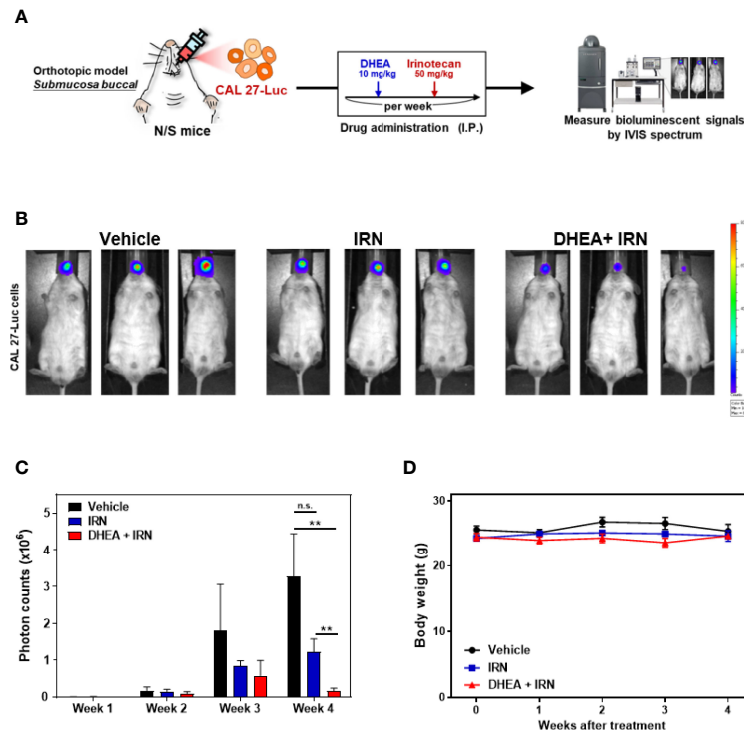 A
Orthotopic model
Submucosa buccal
CAL 27-Luc
N/S mice
DHEA
10 mg/kg
Irinotecan
50 mg/kg
per week
Drug administration (I.P.)
Measure bioluminescent signals
by IVIS spectrum
B
Vehicle
IRN
DHEA+ IRN
CAL 27-Luc cells
C
Photon counts (x10⁶)
5
4
3
2
1
0
Vehicle
IRN
DHEA + IRN
n.s.
**
**
Week 1
Week 2
Week 3
Week 4
D
Body weight (g)
30
20
10
0
Vehicle
IRN
DHEA + IRN
0
1
2
3
4
Weeks after treatment